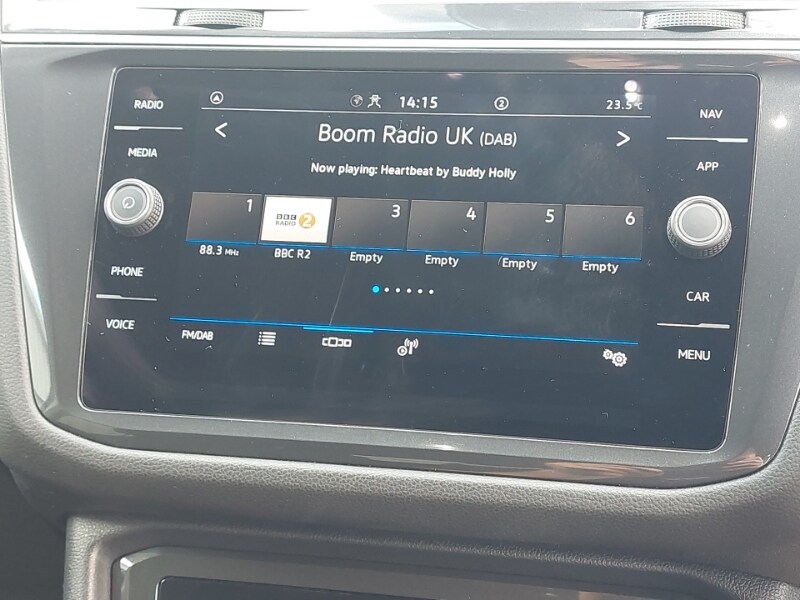 RADIO
MEDIA
PHONE
VOICE
14:15
2
23.5°C
Boom Radio UK (DAB)
Now playing: Heartbeat by Buddy Holly
1
BBC RADIO 2
3
4
5
6
88.3 MHz
BBC R2
Empty
Empty
Empty
Empty
FM/DAB
NAV
APP
CAR
MENU